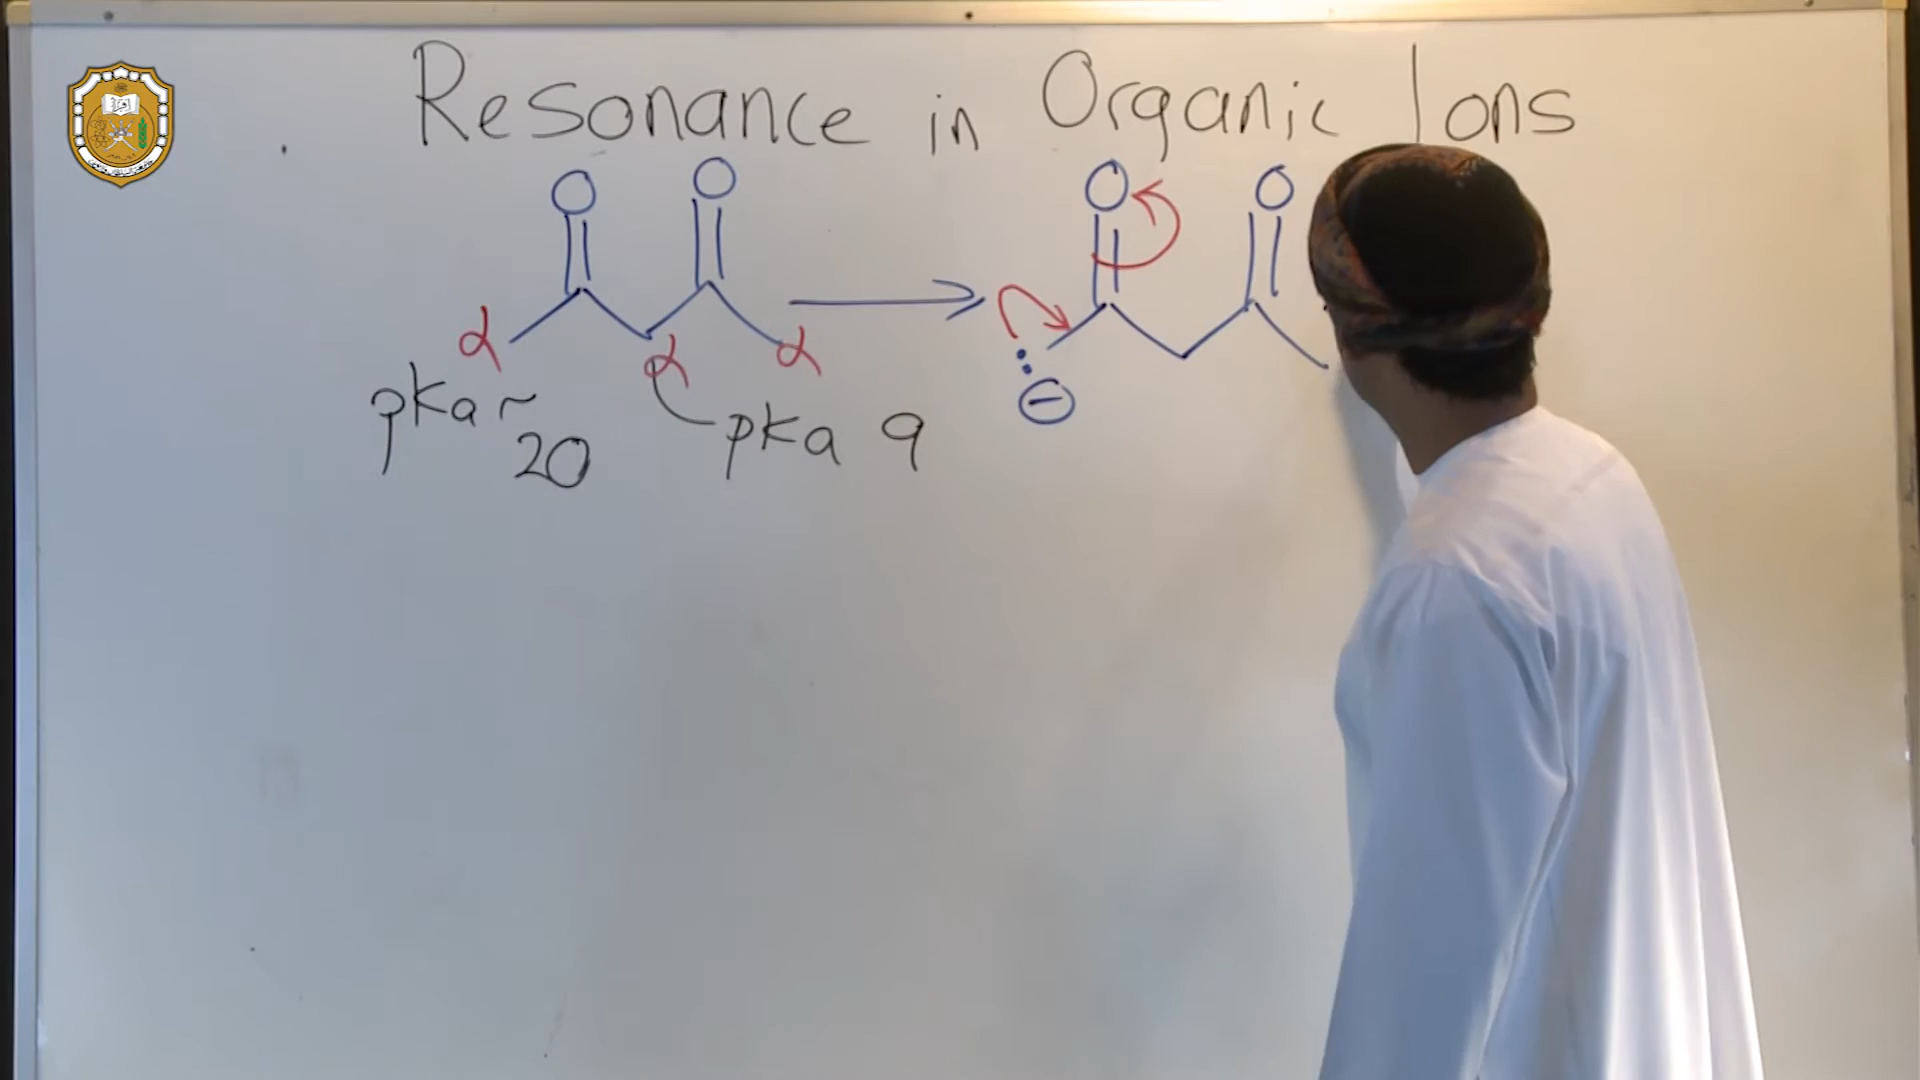 Resonance in Organic Ions
O O O O
α α α
pka ~ 20
pka 9
⊖